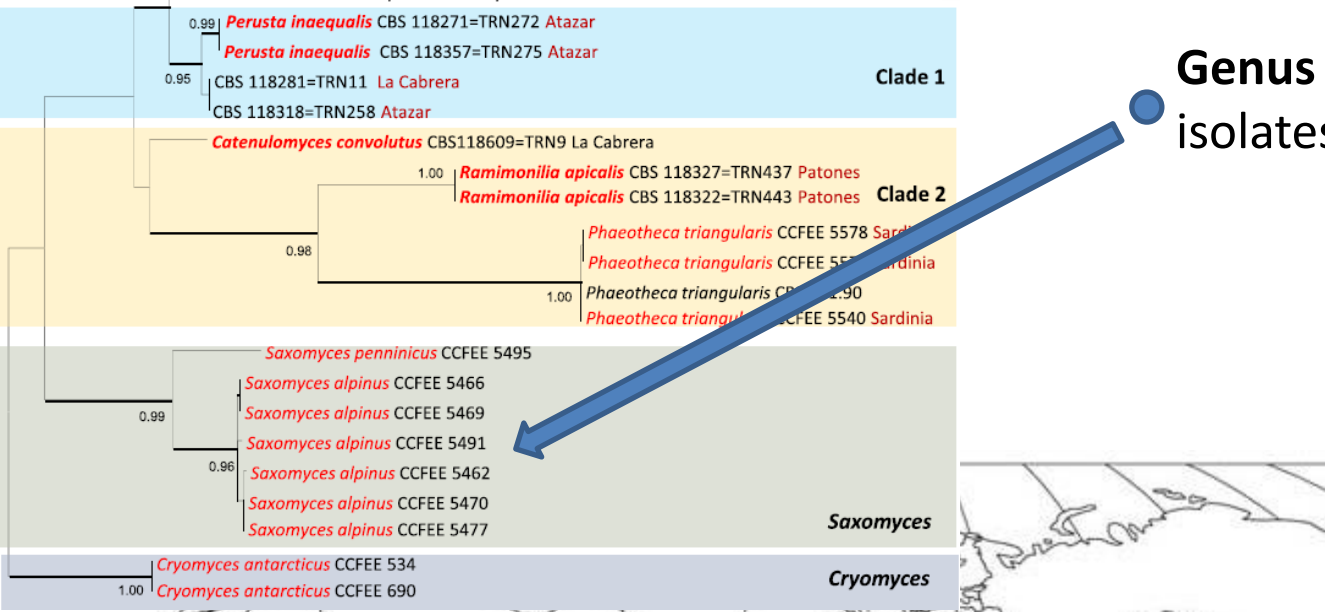 0.99 Perusta inaequalis CBS 118271=TRN272 Atazar
Perusta inaequalis CBS 118357=TRN275 Atazar
0.95 CBS 118281=TRN11 La Cabrera
Clade 1
CBS 118318=TRN258 Atazar
Genus
isolates
Catenulomyces convolutus CBS118609=TRN9 La Cabrera
1.00 Ramimonilia apicalis CBS 118327=TRN437 Patones
Ramimonilia apicalis CBS 118322=TRN443 Patones
Clade 2
Phaeotheca triangularis CCFEE 5578
0.98
Phaeotheca triangularis CCFEE Sardinia
1.00 Phaeotheca triangularis .90
Phaeotheca CCFEE 5540 Sardinia
Saxomyces penninicus CCFEE 5495
Saxomyces alpinus CCFEE 5466
0.99 Saxomyces alpinus CCFEE 5469
Saxomyces alpinus CCFEE 5491
0.96 Saxomyces alpinus CCFEE 5462
Saxomyces alpinus CCFEE 5470
Saxomyces alpinus CCFEE 5477
Saxomyces
Cryomyces antarcticus CCFEE 534
1.00 Cryomyces antarcticus CCFEE 690
Cryomyces